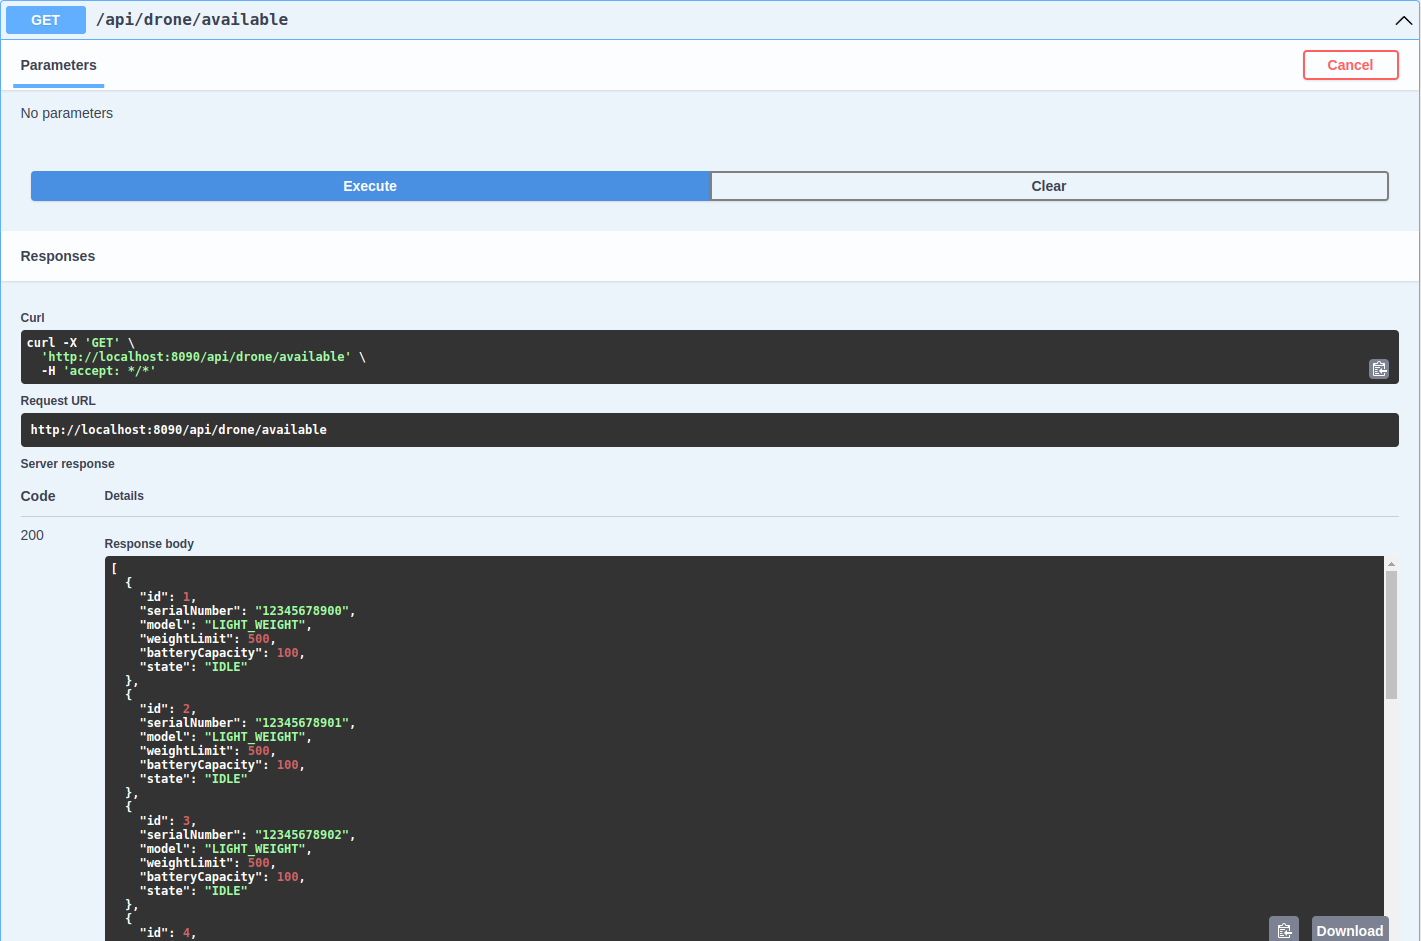 GET /api/drone/available
Parameters
Cancel
No parameters
Execute
Clear
Responses
Curl
curl -X 'GET' \
  'http://localhost:8090/api/drone/available' \
  -H 'accept: */*'
Request URL
http://localhost:8090/api/drone/available
Server response
Code Details
200
Response body
[
  {
    "id": 1,
    "serialNumber": "12345678900",
    "model": "LIGHT_WEIGHT",
    "weightLimit": 500,
    "batteryCapacity": 100,
    "state": "IDLE"
  },
  {
    "id": 2,
    "serialNumber": "12345678901",
    "model": "LIGHT_WEIGHT",
    "weightLimit": 500,
    "batteryCapacity": 100,
    "state": "IDLE"
  },
  {
    "id": 3,
    "serialNumber": "12345678902",
    "model": "LIGHT_WEIGHT",
    "weightLimit": 500,
    "batteryCapacity": 100,
    "state": "IDLE"
  },
  {
    "id": 4,
Download